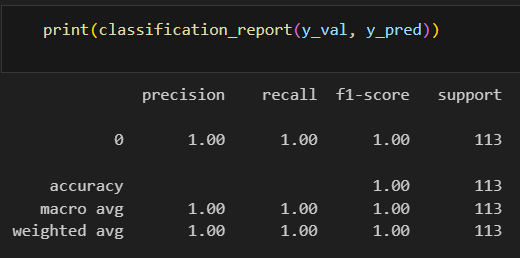 print(classification_report(y_val, y_pred))
precision recall f1-score support
0 1.00 1.00 1.00 113
accuracy 1.00 113
macro avg 1.00 1.00 1.00 113
weighted avg 1.00 1.00 1.00 113